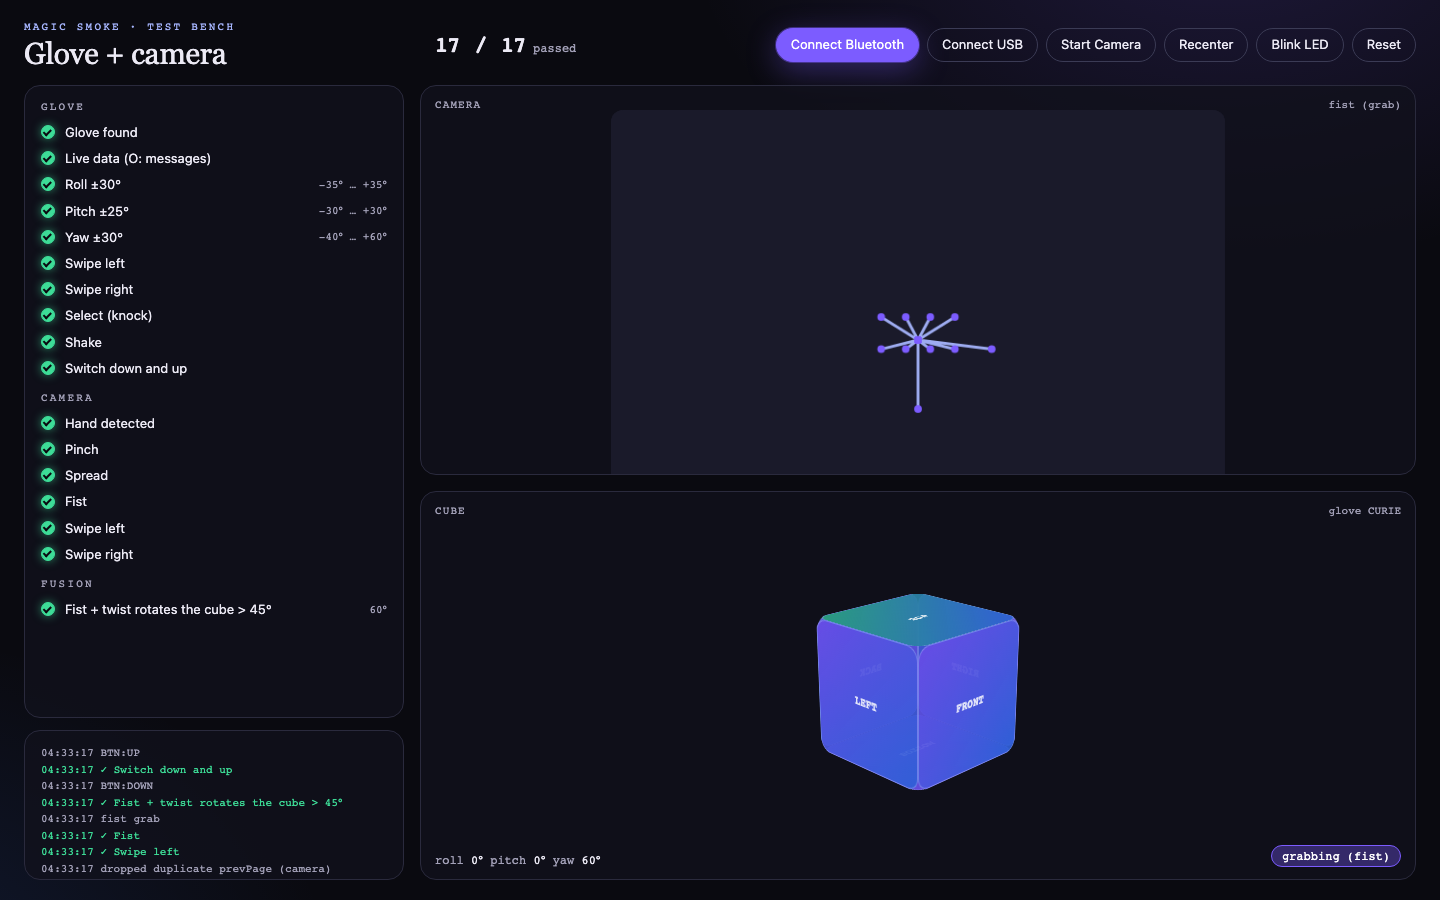 MAGIC SMOKE · TEST BENCH
Glove + camera
17 / 17 passed
Connect Bluetooth
Connect USB
Start Camera
Recenter
Blink LED
Reset
GLOVE
Glove found
Live data (O: messages)
Roll ±30° −35° … +35°
Pitch ±25° −30° … +30°
Yaw ±30° −40° … +60°
Swipe left
Swipe right
Select (knock)
Shake
Switch down and up
CAMERA
Hand detected
Pinch
Spread
Fist
Swipe left
Swipe right
FUSION
Fist + twist rotates the cube > 45° 60°
04:33:17 BTN:UP
04:33:17 ✓ Switch down and up
04:33:17 BTN:DOWN
04:33:17 ✓ Fist + twist rotates the cube > 45°
04:33:17 fist grab
04:33:17 ✓ Fist
04:33:17 ✓ Swipe left
04:33:17 dropped duplicate prevPage (camera)
CAMERA
fist (grab)
CUBE
glove CURIE
LEFT
FRONT
roll 0° pitch 0° yaw 60°
grabbing (fist)